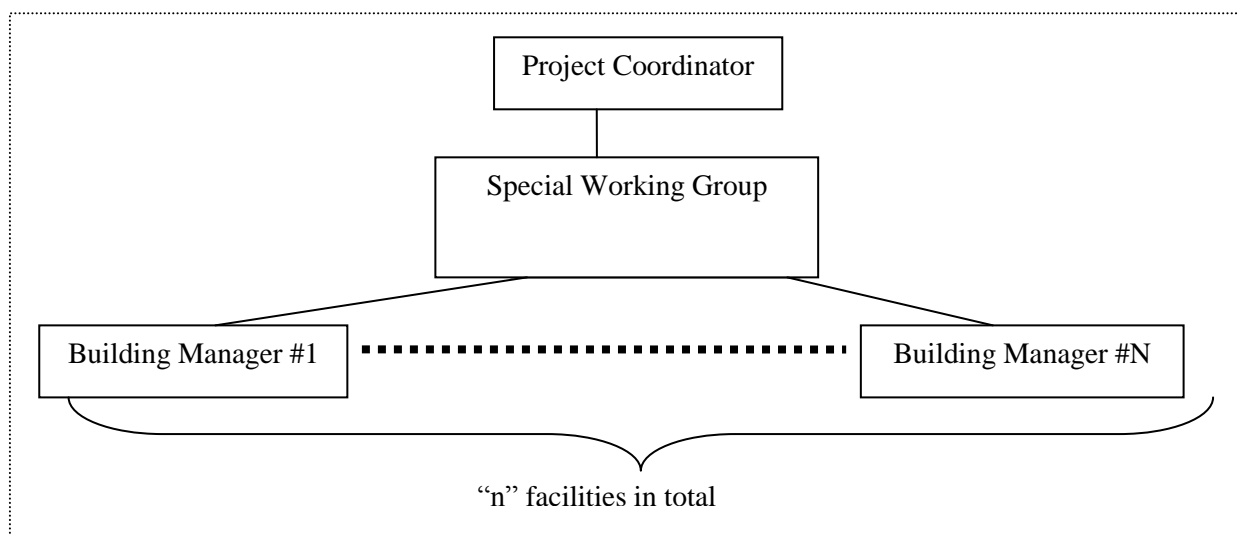 Project Coordinator
Special Working Group
Building Manager #1
Building Manager #N
“n” facilities in total